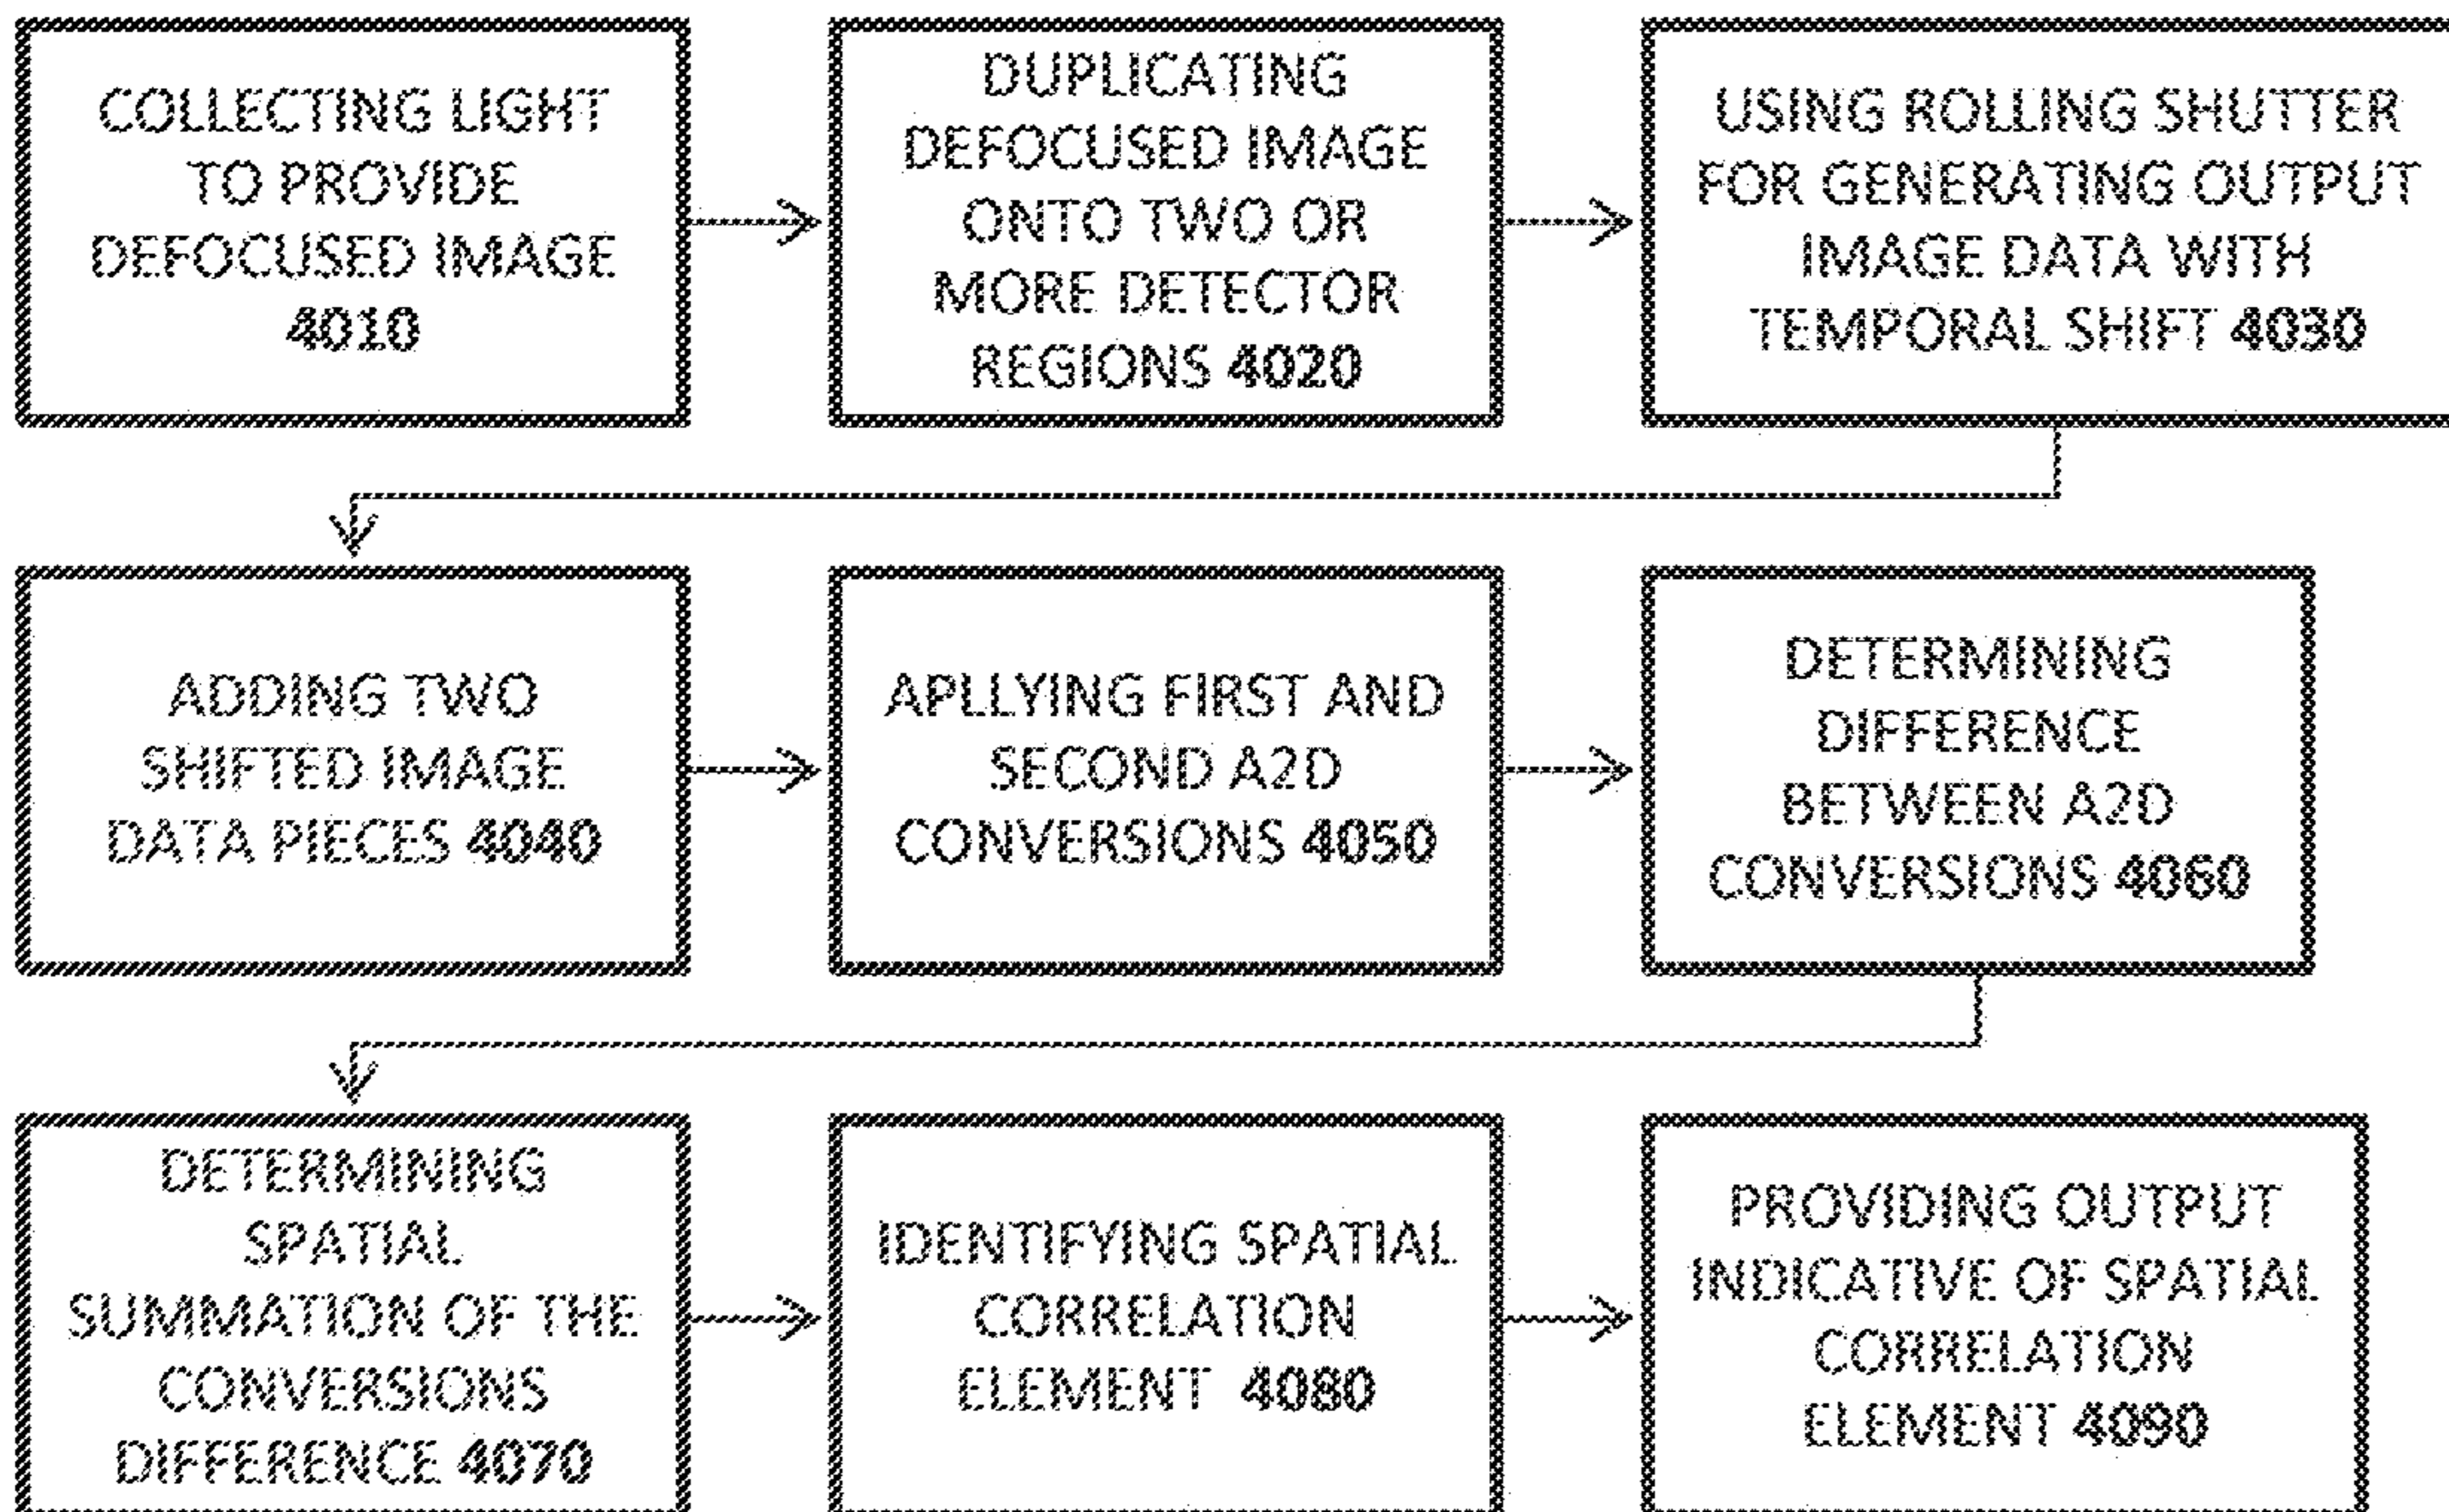 COLLECTING LIGHT
TO PROVIDE
DEFOCUSED IMAGE
4010
DUPLICATING
DEFOCUSED IMAGE
ONTO TWO OR
MORE DETECTOR
REGIONS 4020
USING ROLLING SHUTTER
FOR GENERATING OUTPUT
IMAGE DATA WITH
TEMPORAL SHIFT 4030
ADDING TWO
SHIFTED IMAGE
DATA PIECES 4040
APLLYING FIRST AND
SECOND A2D
CONVERSIONS 4050
DETERMINING
DIFFERENCE
BETWEEN A2D
CONVERSIONS 4060
DETERMINING
SPATIAL
SUMMATION OF THE
CONVERSIONS
DIFFERENCE 4070
IDENTIFYING SPATIAL
CORRELATION
ELEMENT 4080
PROVIDING OUTPUT
INDICATIVE OF SPATIAL
CORRELATION
ELEMENT 4090